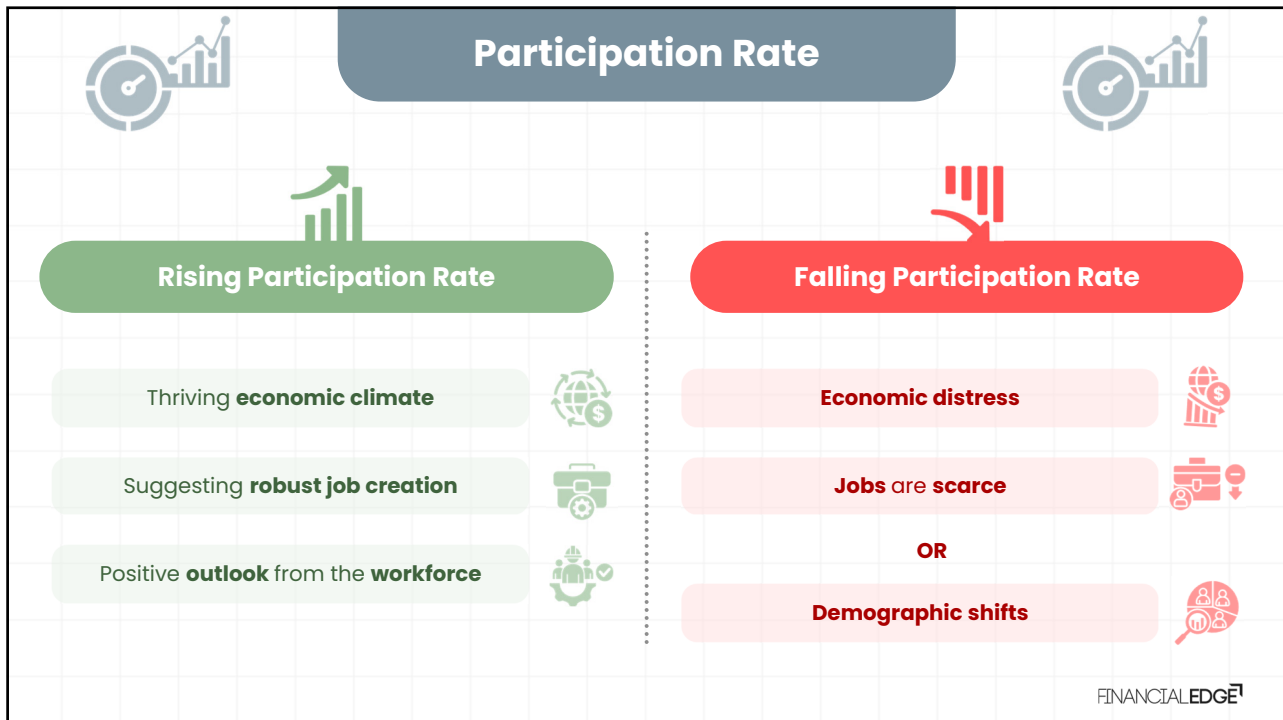 Participation Rate
Rising Participation Rate
Thriving economic climate
Suggesting robust job creation
Positive outlook from the workforce
Falling Participation Rate
Economic distress
Jobs are scarce
OR
Demographic shifts
FINANCIALEDGE